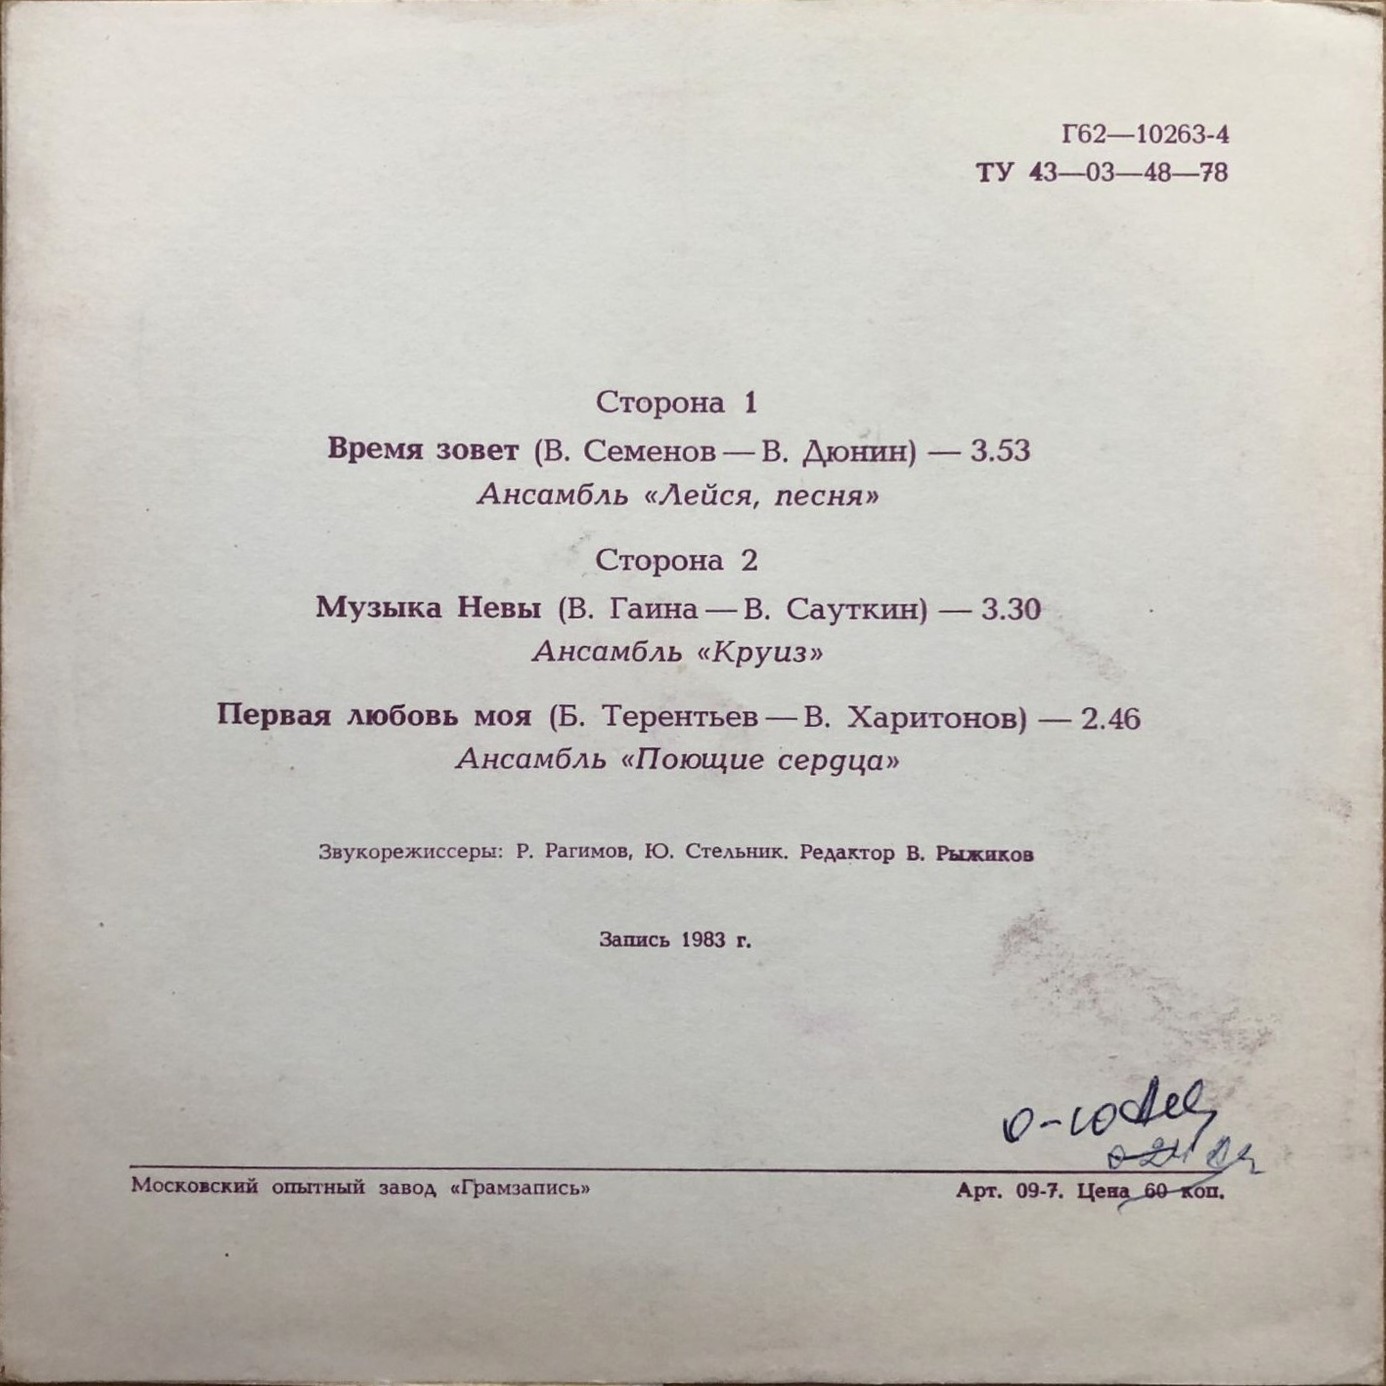 Г62—10263-4
ТУ 43—03—48—78
Сторона 1
Время зовет (В. Семенов — В. Дюнин) — 3.53
Ансамбль «Лейся, песня»
Сторона 2
Музыка Невы (В. Гаина — В. Сауткин) — 3.30
Ансамбль «Круиз»
Первая любовь моя (Б. Терентьев — В. Харитонов) — 2.46
Ансамбль «Поющие сердца»
Звукорежиссеры: Р. Рагимов, Ю. Стельник. Редактор В. Рыжиков
Запись 1983 г.
0-10
Московский опытный завод «Грамзапись»
Арт. 09-7. Цена 60 коп.